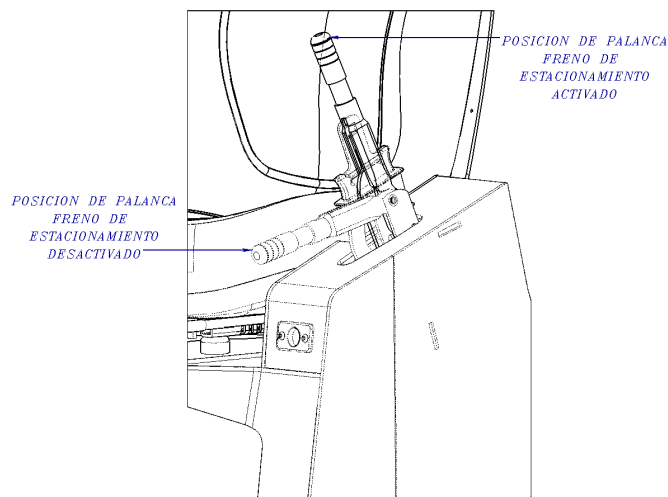 POSICION DE PALANCA
FRENO DE
ESTACIONAMIENTO
ACTIVADO
POSICION DE PALANCA
FRENO DE
ESTACIONAMIENTO
DESACTIVADO